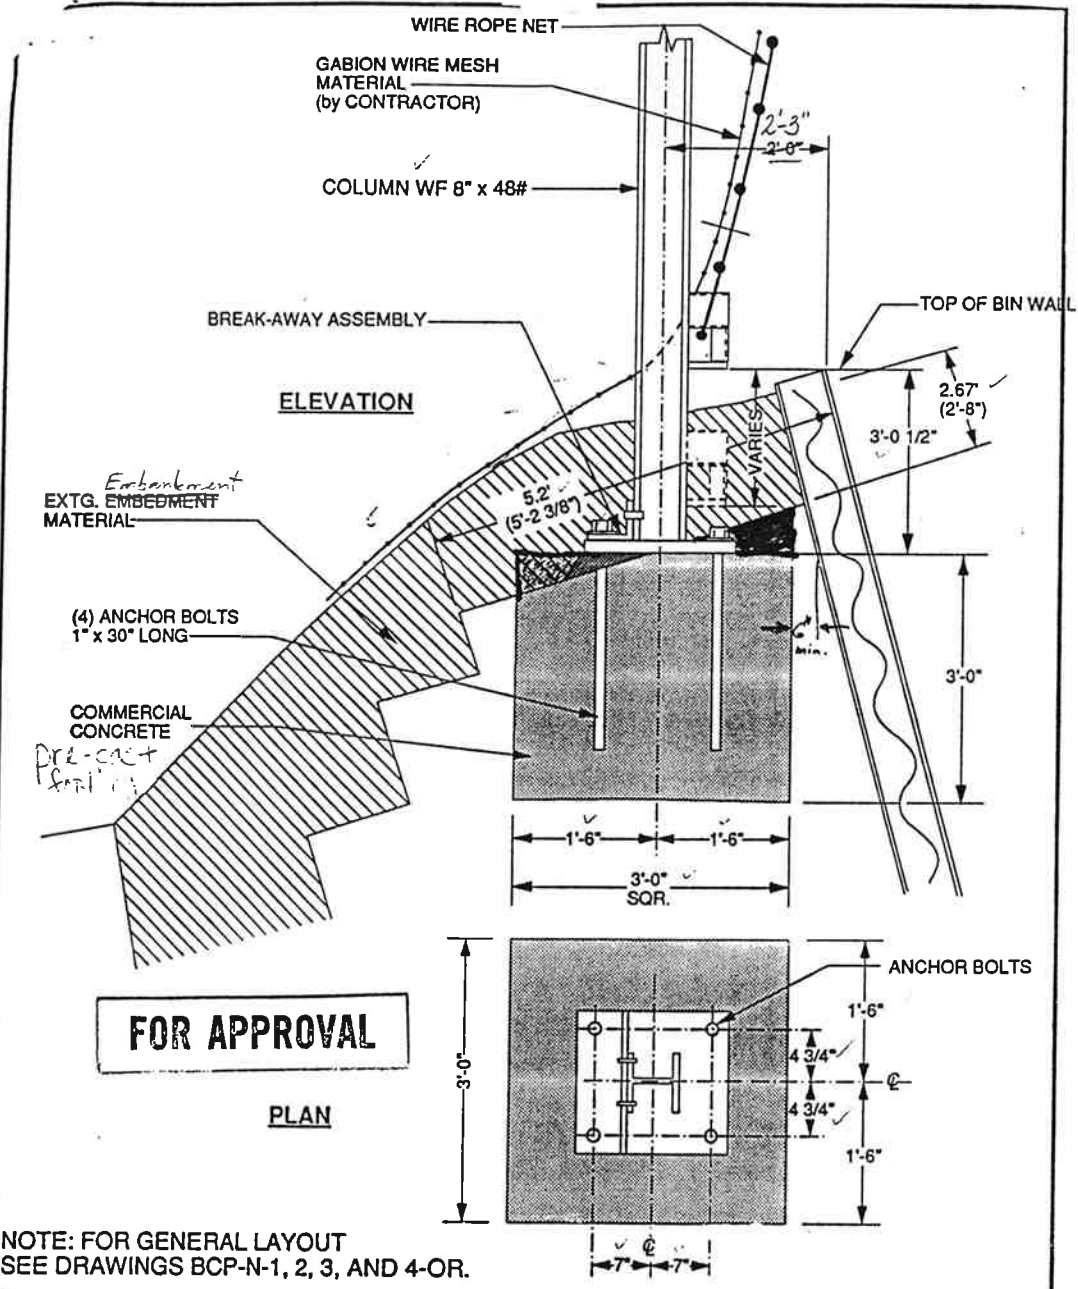 WIRE ROPE NET
GABION WIRE MESH
MATERIAL
(by CONTRACTOR)
2'-3"
2'-0"
COLUMN WF 8" x 48#
TOP OF BIN WALL
BREAK-AWAY ASSEMBLY
ELEVATION
2.67'
(2'-8")
3'-0 1/2"
VARIES
Embankment
EXTG. EMBEDMENT
MATERIAL
5.2'
(5'-2 3/8")
(4) ANCHOR BOLTS
1" x 30" LONG
6"
min.
3'-0"
COMMERCIAL
CONCRETE
pre-cast
1'-6"
1'-6"
3'-0"
SQR.
ANCHOR BOLTS
FOR APPROVAL
1'-6"
4 3/4"
3'-0"
℄
4 3/4"
PLAN
1'-6"
NOTE: FOR GENERAL LAYOUT
SEE DRAWINGS BCP-N-1, 2, 3, AND 4-OR.
℄
7"
7"